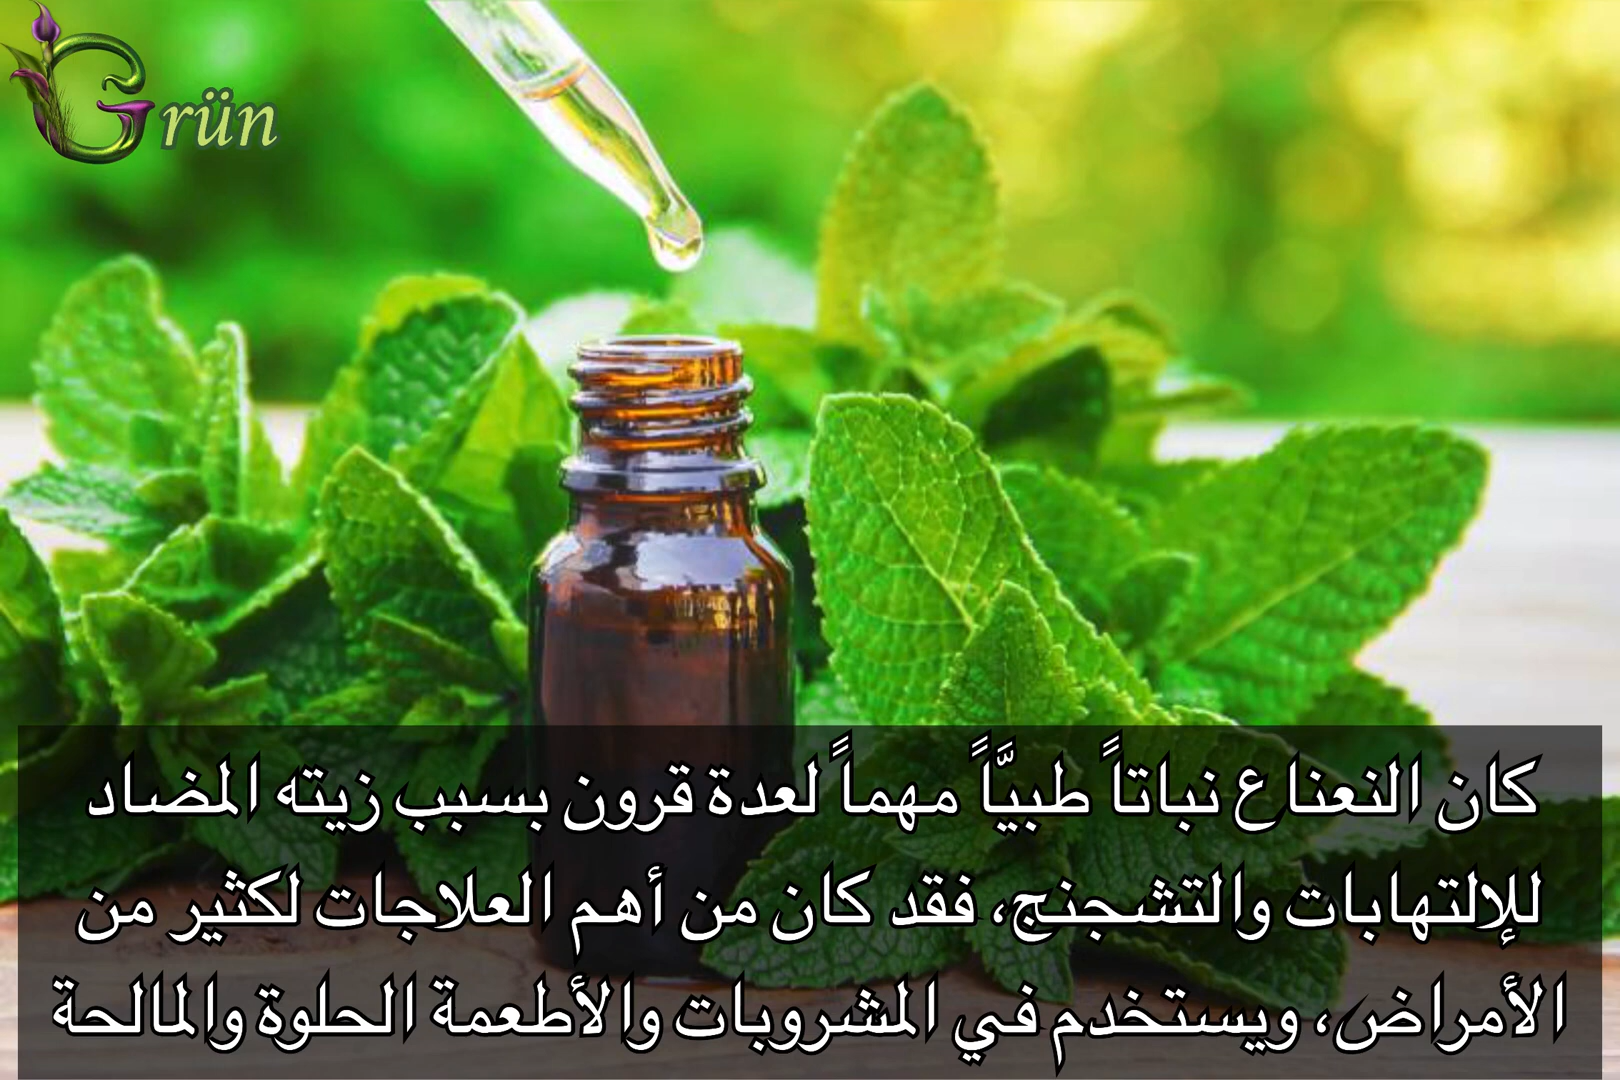 Grün
كان النعناع نباتاً طبيَّاً مهماً لعدة قرون بسبب زيته المضاد
للإلتهابات والتشجنج، فقد كان من أهم العلاجات لكثير من
الأمراض، ويستخدم في المشروبات والأطعمة الحلوة والمالحة